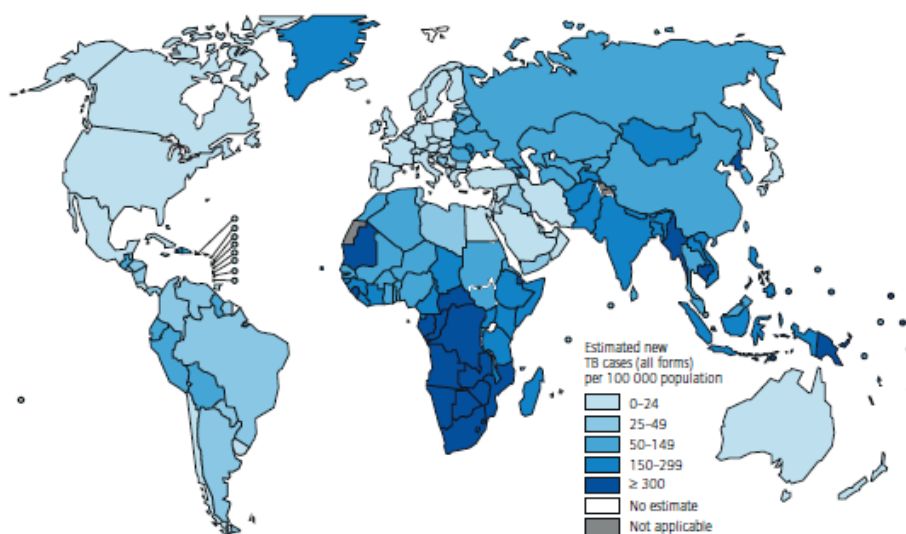 Estimated new
TB cases (all forms)
per 100 000 population
0–24
25–49
50–149
150–299
≥ 300
No estimate
Not applicable